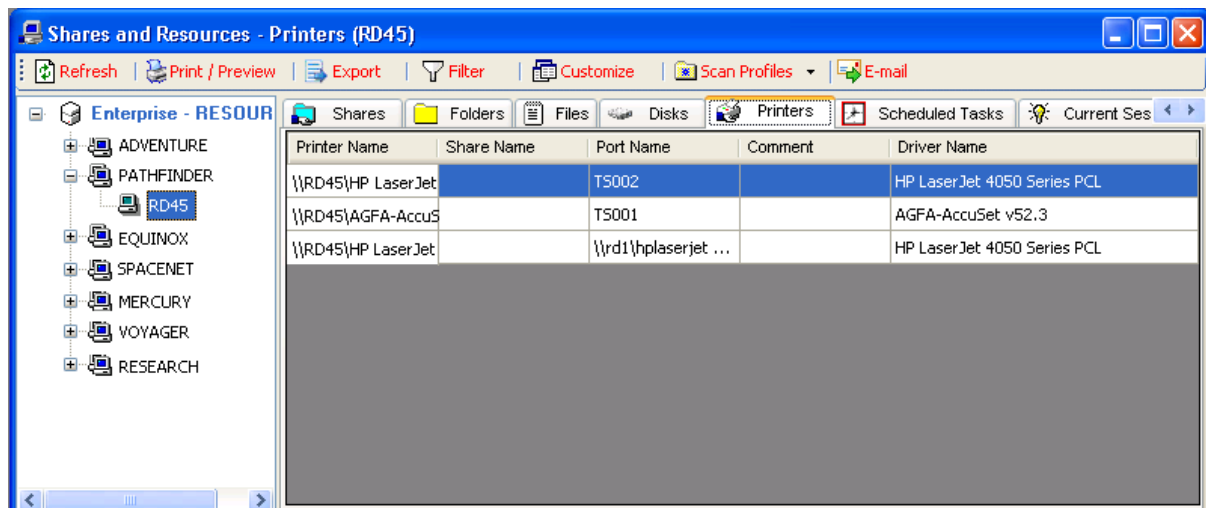 Shares and Resources - Printers (RD45)
Refresh Print / Preview Export Filter Customize Scan Profiles E-mail
Enterprise - RESOUR
ADVENTURE
PATHFINDER
RD45
EQUINOX
SPACENET
MERCURY
VOYAGER
RESEARCH
Shares Folders Files Disks Printers Scheduled Tasks Current Ses
Printer Name Share Name Port Name Comment Driver Name
\\RD45\HP LaserJet TS002 HP LaserJet 4050 Series PCL
\\RD45\AGFA-AccuS TS001 AGFA-AccuSet v52.3
\\RD45\HP LaserJet \\rd1\hplaserjet ... HP LaserJet 4050 Series PCL